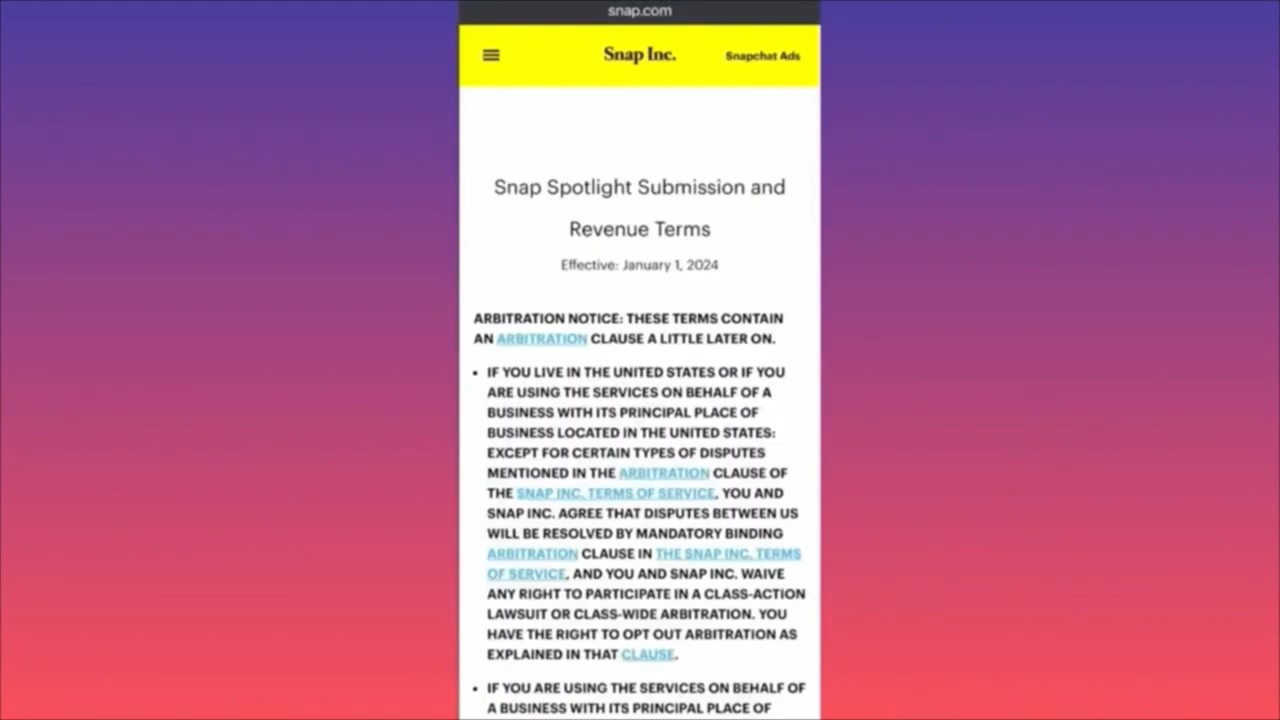 snap.com
Snap Inc.
Snapchat Ads
Snap Spotlight Submission and
Revenue Terms
Effective: January 1, 2024
ARBITRATION NOTICE: THESE TERMS CONTAIN
AN ARBITRATION CLAUSE A LITTLE LATER ON.
• IF YOU LIVE IN THE UNITED STATES OR IF YOU
ARE USING THE SERVICES ON BEHALF OF A
BUSINESS WITH ITS PRINCIPAL PLACE OF
BUSINESS LOCATED IN THE UNITED STATES:
EXCEPT FOR CERTAIN TYPES OF DISPUTES
MENTIONED IN THE ARBITRATION CLAUSE OF
THE SNAP INC. TERMS OF SERVICE, YOU AND
SNAP INC. AGREE THAT DISPUTES BETWEEN US
WILL BE RESOLVED BY MANDATORY BINDING
ARBITRATION CLAUSE IN THE SNAP INC. TERMS
OF SERVICE, AND YOU AND SNAP INC. WAIVE
ANY RIGHT TO PARTICIPATE IN A CLASS-ACTION
LAWSUIT OR CLASS-WIDE ARBITRATION. YOU
HAVE THE RIGHT TO OPT OUT ARBITRATION AS
EXPLAINED IN THAT CLAUSE.
• IF YOU ARE USING THE SERVICES ON BEHALF OF
A BUSINESS WITH ITS PRINCIPAL PLACE OF